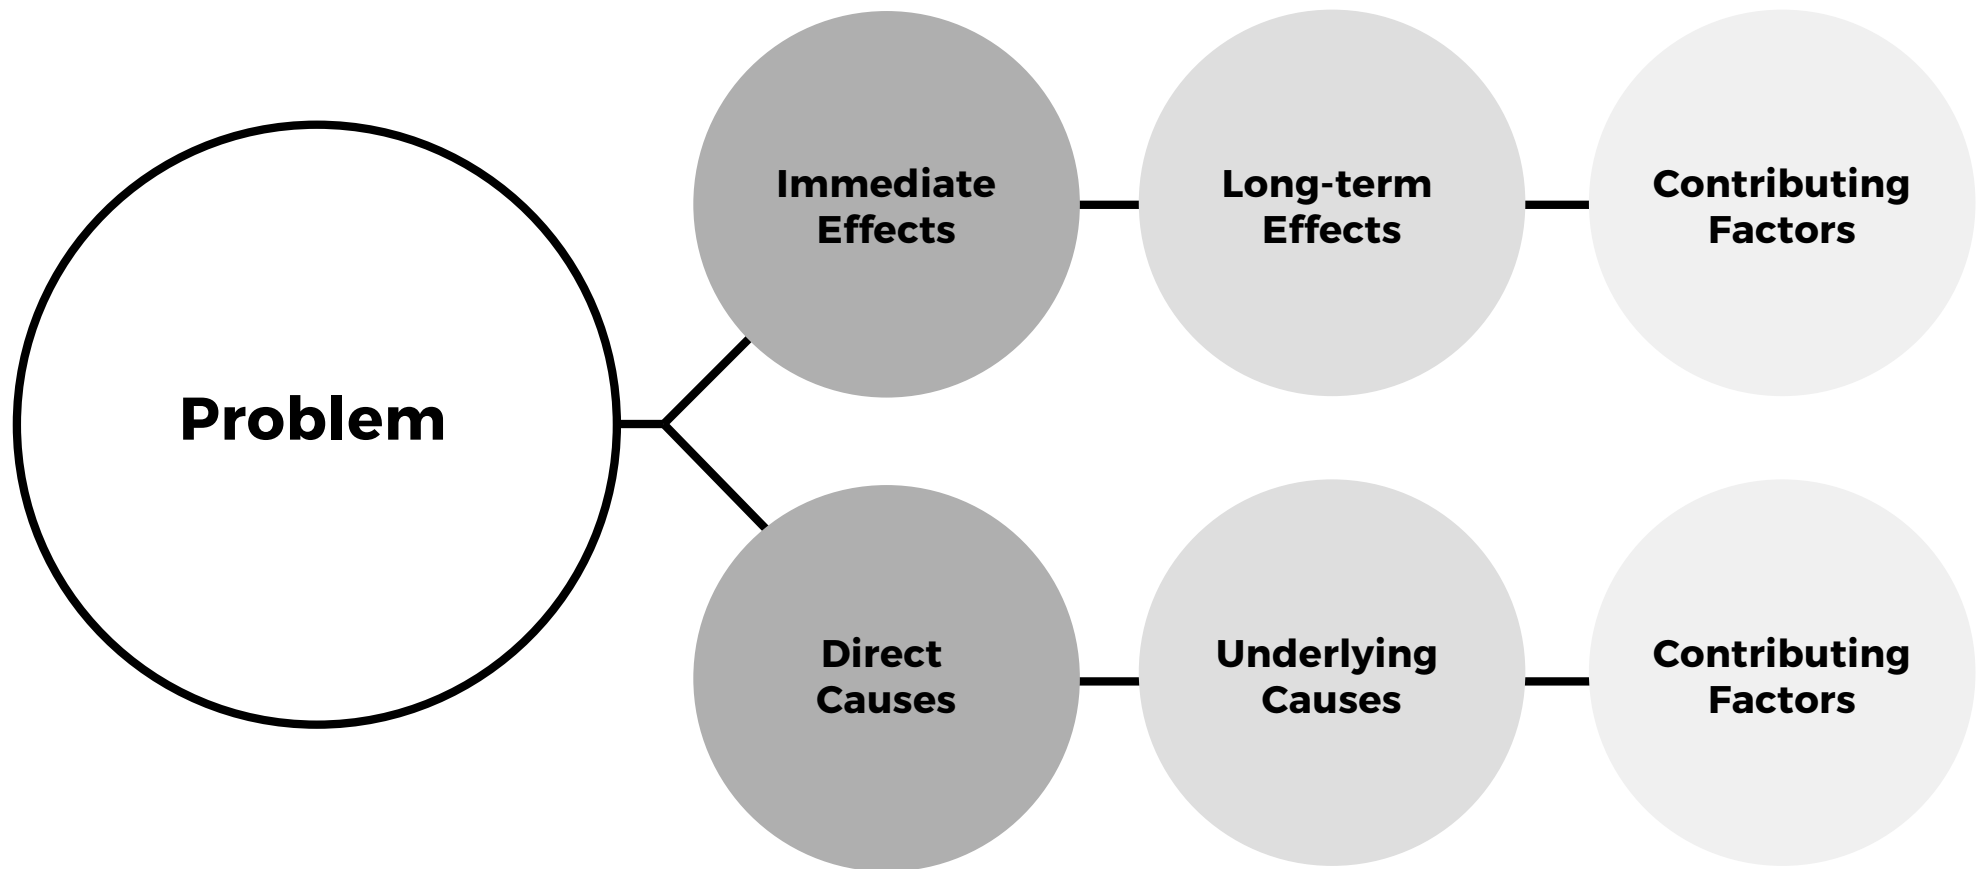 Problem
Immediate
Effects
Long-term
Effects
Contributing
Factors
Direct
Causes
Underlying
Causes
Contributing
Factors